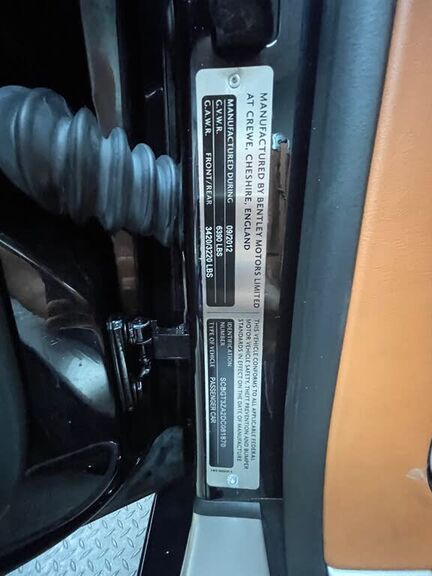 MANUFACTURED BY BENTLEY MOTORS LIMITED
AT CREWE, CHESHIRE, ENGLAND
MANUFACTURED DURING 09/2012
G.V.W.R. 6390 LBS
G.A.W.R. FRONT/REAR 3420/3220 LBS
THIS VEHICLE CONFORMS TO ALL APPLICABLE FEDERAL
MOTOR VEHICLE SAFETY, THEFT PREVENTION AND BUMPER
STANDARDS IN EFFECT ON THE DATE OF MANUFACTURE
IDENTIFICATION
NUMBER SCBGT3ZA2DC081870
TYPE OF VEHICLE PASSENGER CAR